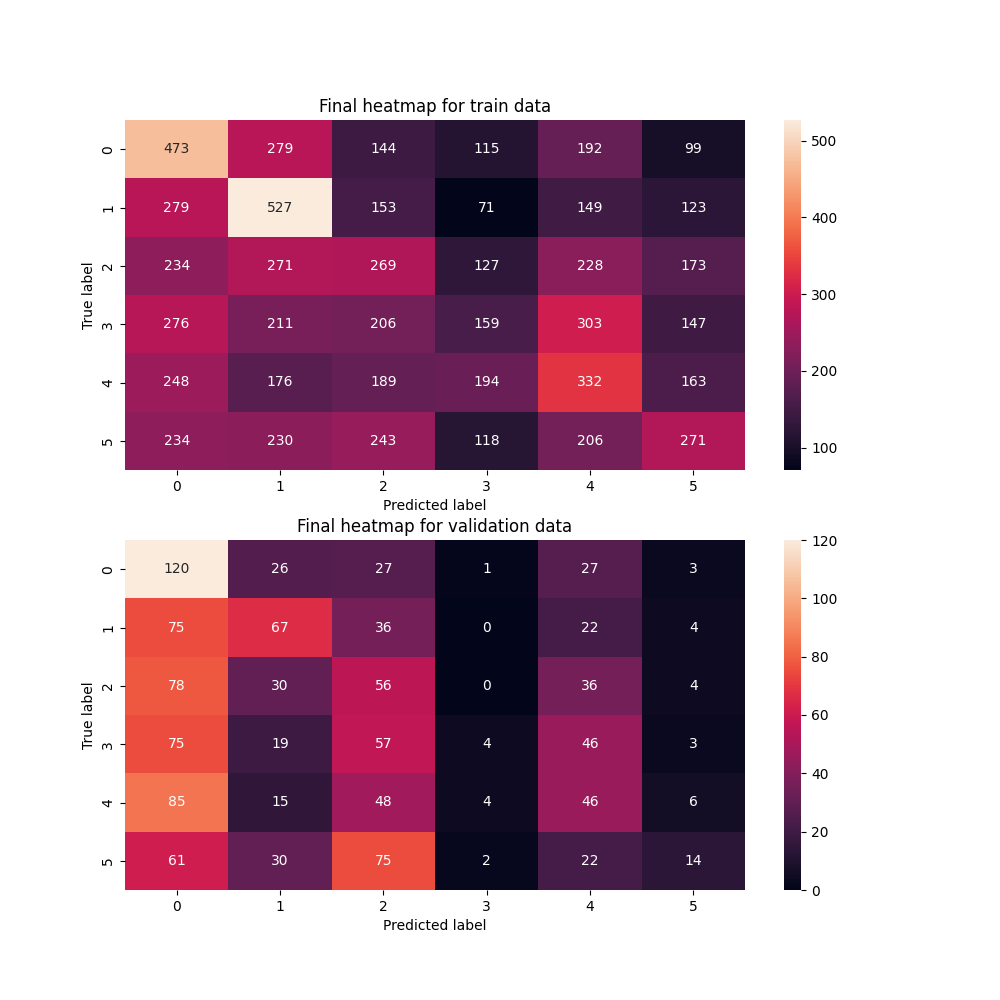 Final heatmap for train data
0 473 279 144 115 192 99
1 279 527 153 71 149 123
2 234 271 269 127 228 173
3 276 211 206 159 303 147
4 248 176 189 194 332 163
5 234 230 243 118 206 271
0 1 2 3 4 5
Predicted label
True label
500
400
300
200
100
Final heatmap for validation data
0 120 26 27 1 27 3
1 75 67 36 0 22 4
2 78 30 56 0 36 4
3 75 19 57 4 46 3
4 85 15 48 4 46 6
5 61 30 75 2 22 14
0 1 2 3 4 5
Predicted label
True label
120
100
80
60
40
20
0